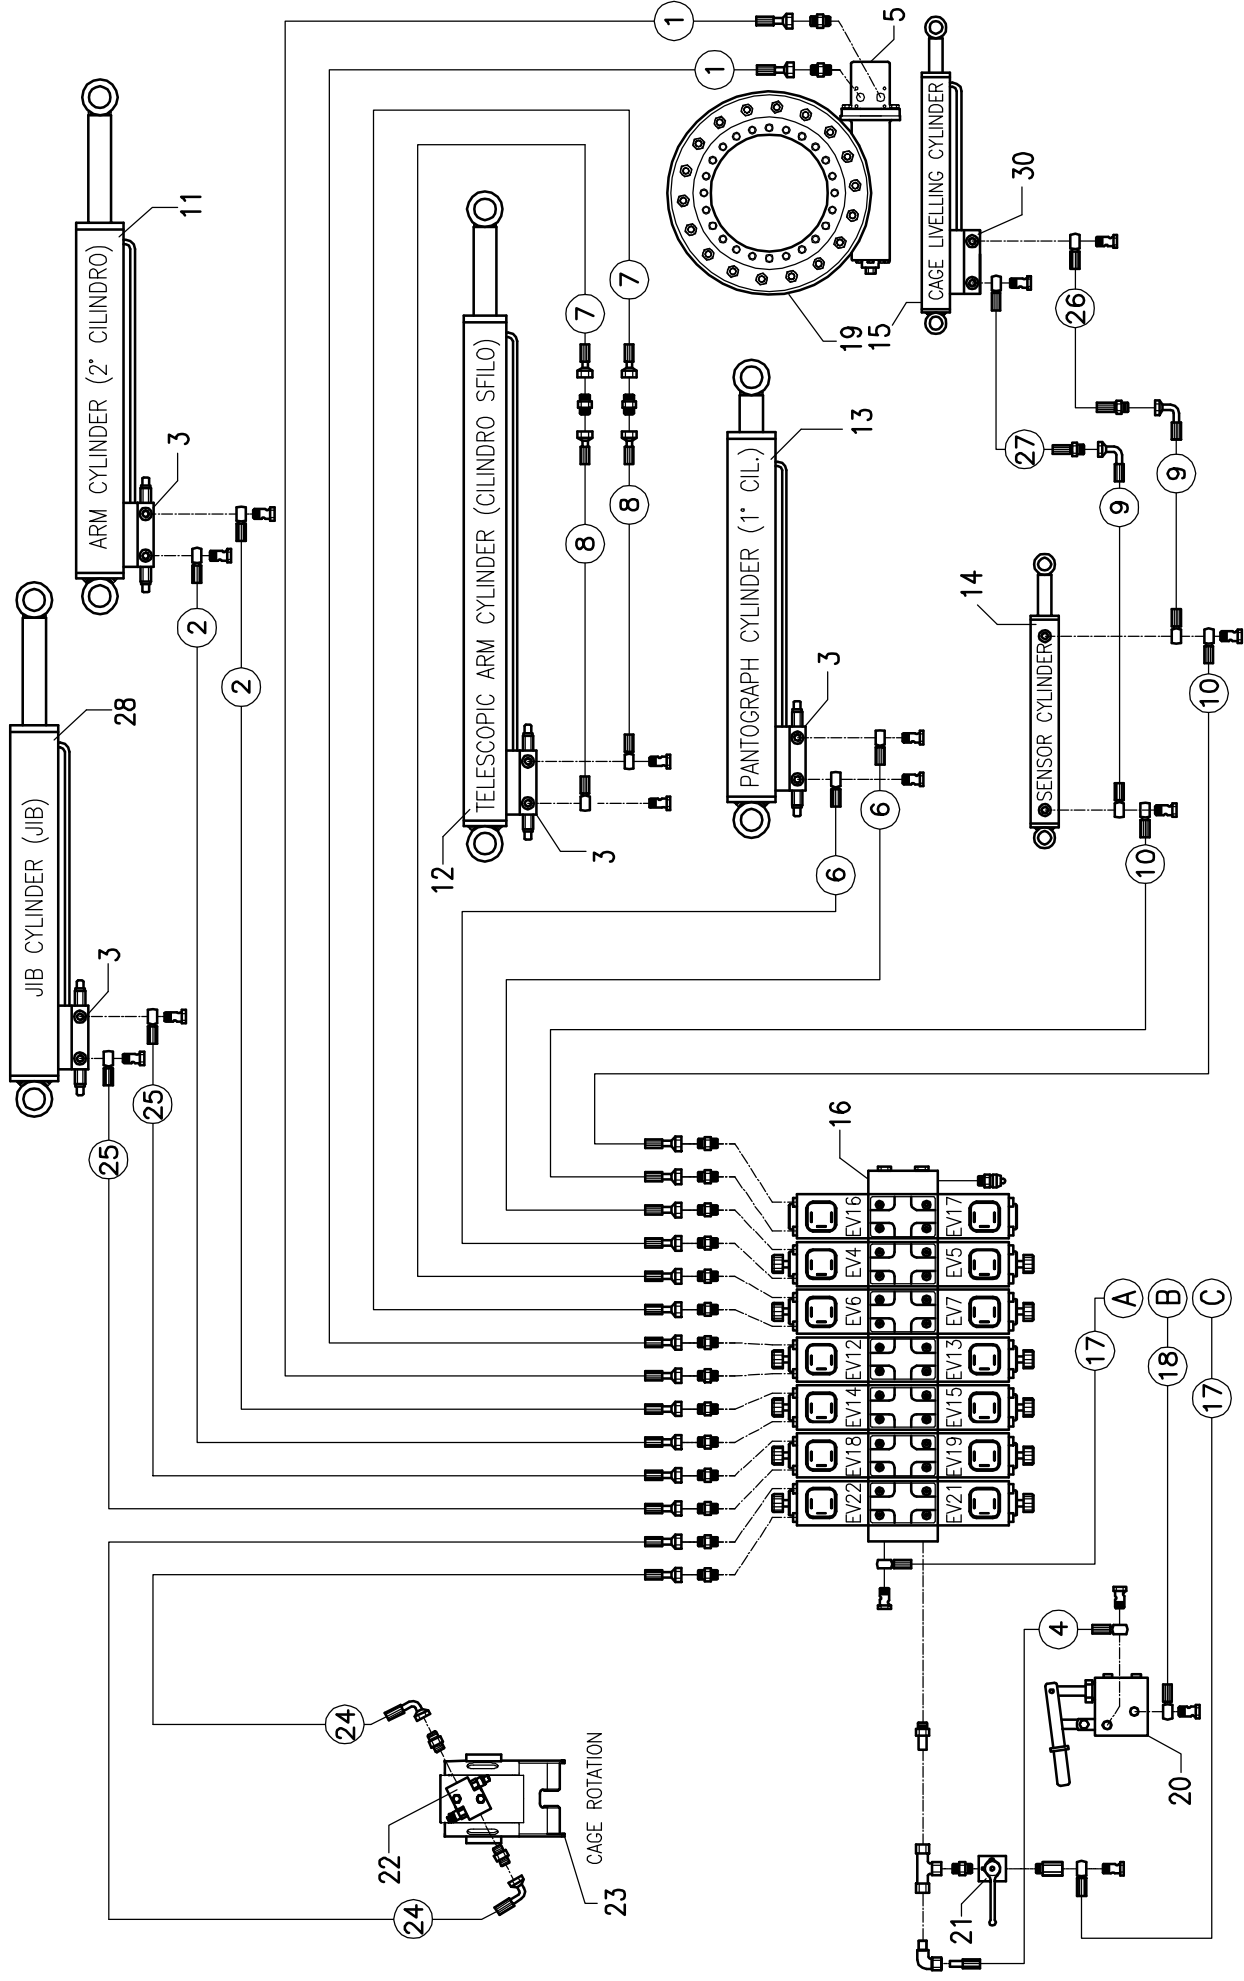 JIB CYLINDER (JIB)
28
3
25
25
ARM CYLINDER (2° CILINDRO)
11
3
2
2
TELESCOPIC ARM CYLINDER (CILINDRO SFILO)
12
3
7
7
8
8
1
1
5
19
15
PANTOGRAPH CYLINDER (1° CIL.)
13
3
6
6
CAGE LIVELLING CYLINDER
30
26
27
9
9
SENSOR CYLINDER
14
10
10
16
EV22
EV18
EV14
EV12
EV6
EV4
EV16
EV21
EV19
EV15
EV13
EV7
EV5
EV17
24
24
22
23
CAGE ROTATION
17
A
18
B
17
C
4
20
21